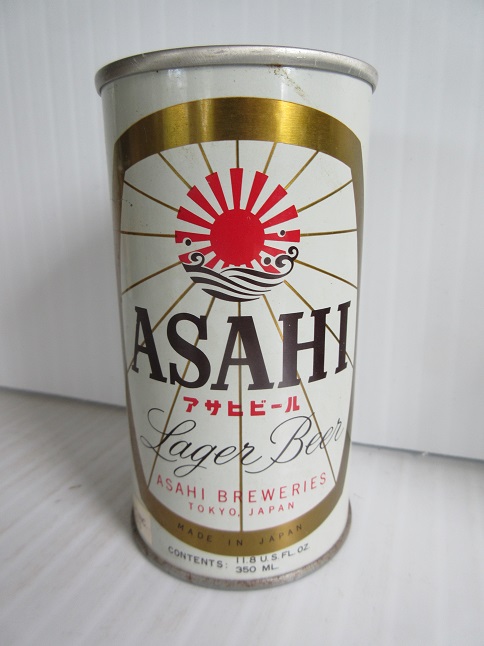 ASAHI
アサヒビール
Lager Beer
ASAHI BREWERIES
TOKYO, JAPAN
MADE IN JAPAN
CONTENTS: 11.8 U.S. FL. OZ.
350 ML.